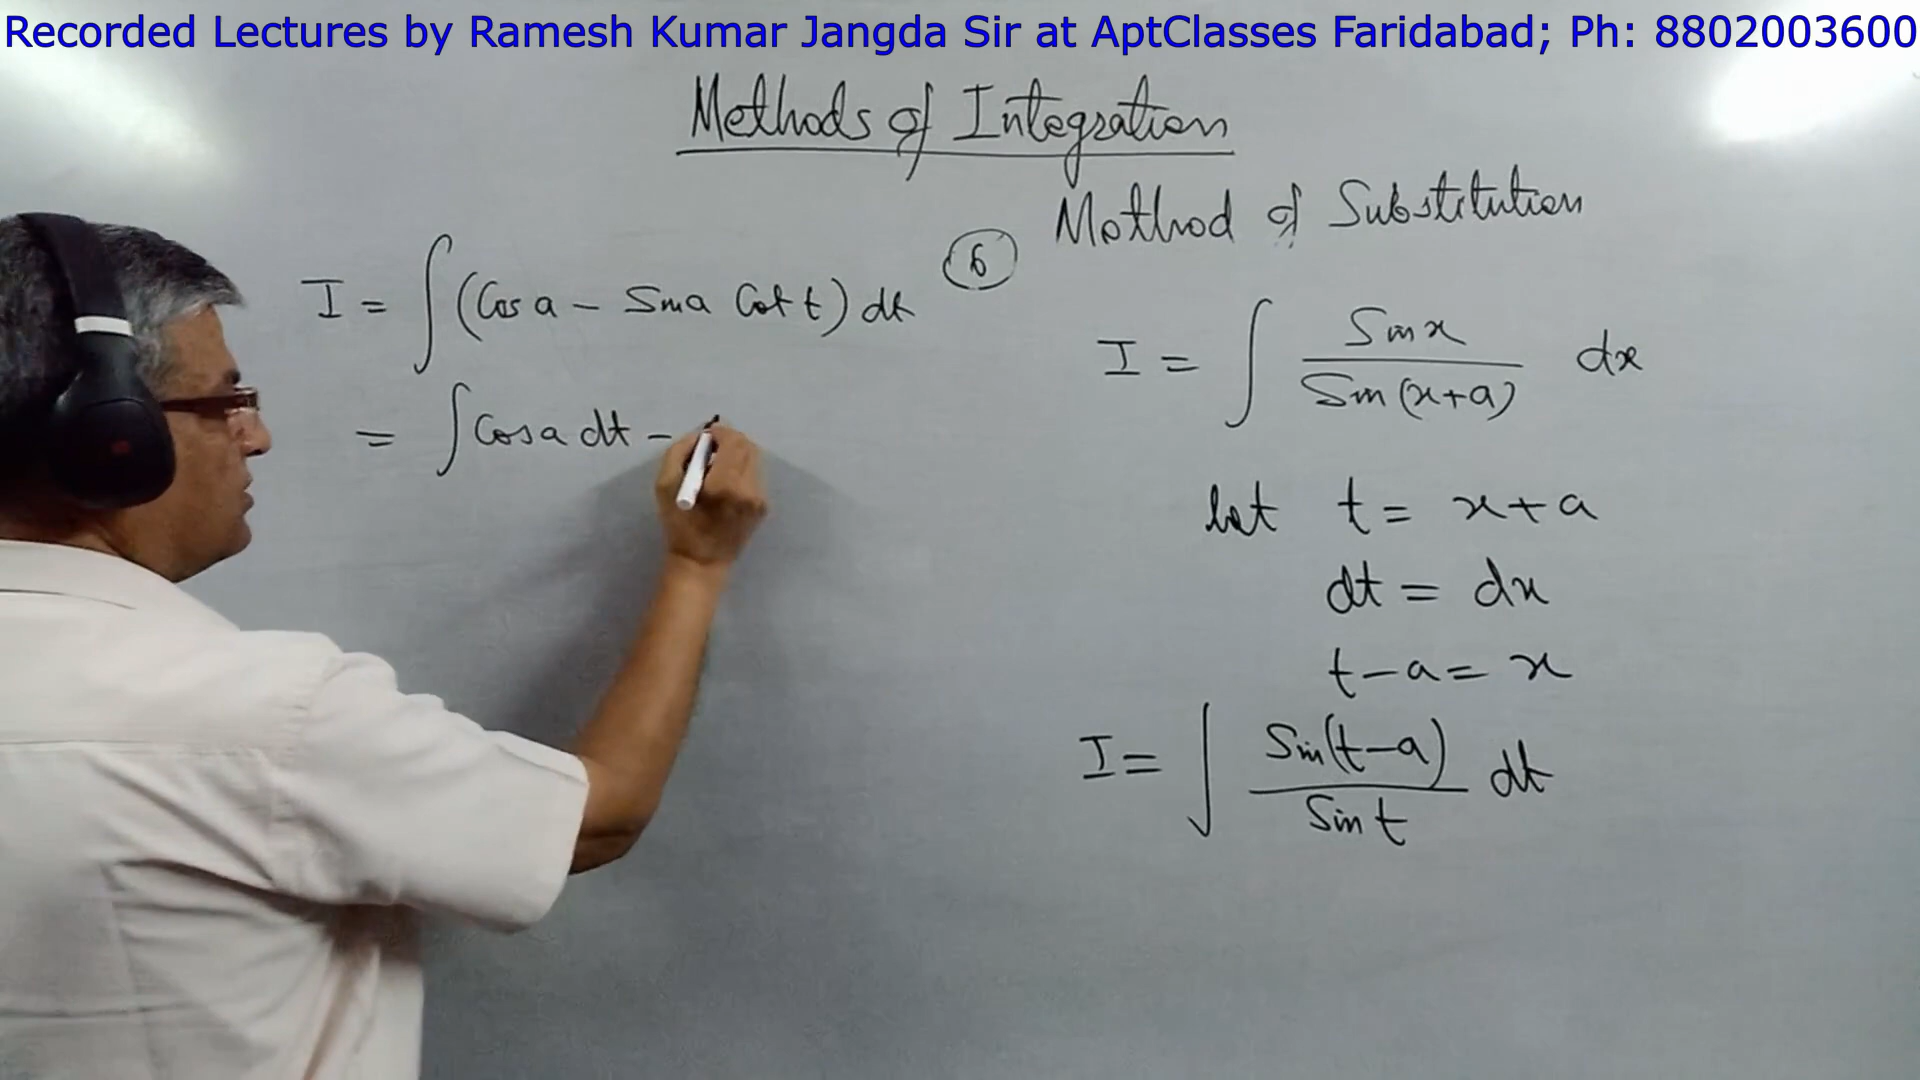 Recorded Lectures by Ramesh Kumar Jangda Sir at AptClasses Faridabad; Ph: 8802003600
Methods of Integration
Method of Substitution
I = ∫ (Cos a – Sin a Cot t) dt
= ∫ Cos a dt –
6
I = ∫ Sin x / Sin (x+a) dx
let t = x + a
dt = dx
t – a = x
I = ∫ Sin(t–a) / Sin t dt